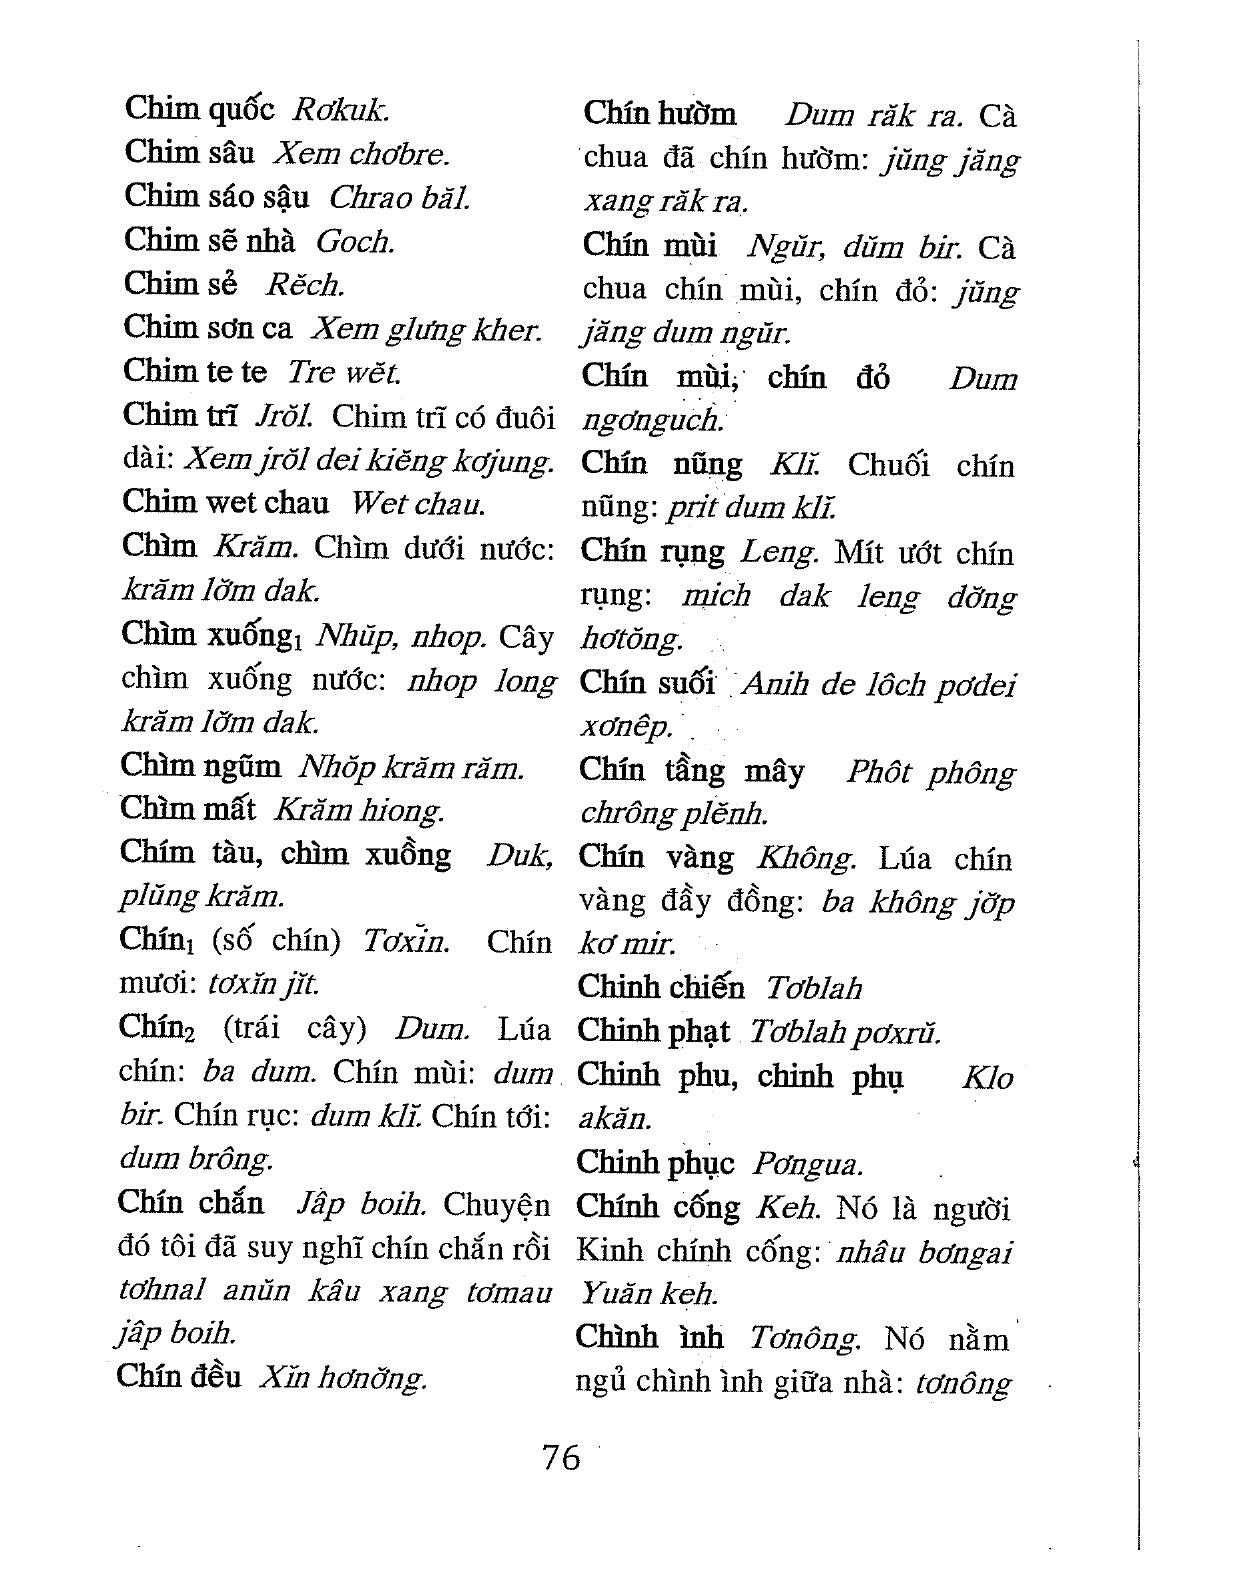 Chim quốc Rơkuk.
Chim sâu Xem chơbre.
Chim sáo sậu Chrao băl.
Chim sẽ nhà Goch.
Chim sẻ Rĕch.
Chim sơn ca Xem glưng kher.
Chim te te Tre wĕt.
Chim trĩ Jrŏl. Chim trĩ có đuôi
dài: Xem jrŏl dei kiĕng kơjung.
Chim wet chau Wet chau.
Chìm Krăm. Chìm dưới nước:
krăm lơ̆m dak.
Chìm xuống₁ Nhŭp, nhop. Cây
chìm xuống nước: nhop long
krăm lơ̆m dak.
Chìm ngũm Nhŏp krăm răm.
Chìm mất Krăm hiong.
Chím tàu, chìm xuồng Duk,
plŭng krăm.
Chín₁ (số chín) Tơxĭn. Chín
mươi: tơxĭn jĭt.
Chín₂ (trái cây) Dum. Lúa
chín: ba dum. Chín mùi: dum
bir. Chín rục: dum klĭ. Chín tới:
dum brông.
Chín chắn Jâp boih. Chuyện
đó tôi đã suy nghĩ chín chắn rồi
tơhnal anŭn kâu xang tơmau
jâp boih.
Chín đều Xĭn hơnơ̆ng.
Chín hườm Dum răk ra. Cà
chua đã chín hườm: jŭng jăng
xang răk ra.
Chín mùi Ngŭr, dŭm bir. Cà
chua chín mùi, chín đỏ: jŭng
jăng dum ngŭr.
Chín mùi, chín đỏ Dum
ngơnguch.
Chín nũng Klĭ. Chuối chín
nũng: prit dum klĭ.
Chín rụng Leng. Mít ướt chín
rụng: mich dak leng dơ̆ng
hơtŏng.
Chín suối Anih de lôch pơdei
xơnêp.
Chín tầng mây Phôt phông
chrông plĕnh.
Chín vàng Không. Lúa chín
vàng đầy đồng: ba không jơ̆p
kơ mir.
Chinh chiến Tơblah
Chinh phạt Tơblah pơxrŭ.
Chinh phu, chinh phụ Klo
akăn.
Chinh phục Pơngua.
Chính cống Keh. Nó là người
Kinh chính cống: nhâu bơngai
Yuăn keh.
Chình ình Tơnông. Nó nằm
ngủ chình ình giữa nhà: tơnông
76